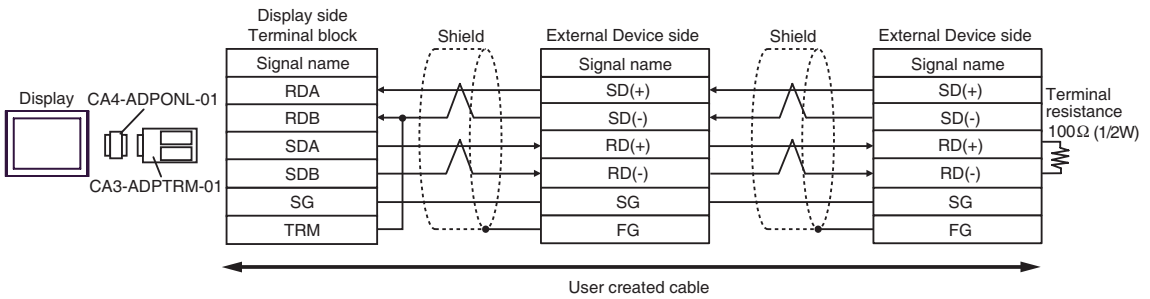 Display side
Terminal block
Shield
External Device side
Shield
External Device side
Signal name
Signal name
Signal name
Display
CA4-ADPONL-01
CA3-ADPTRM-01
RDA
SD(+)
SD(+)
RDB
SD(-)
SD(-)
SDA
RD(+)
RD(+)
SDB
RD(-)
RD(-)
SG
SG
SG
TRM
FG
FG
Terminal
resistance
100Ω (1/2W)
User created cable